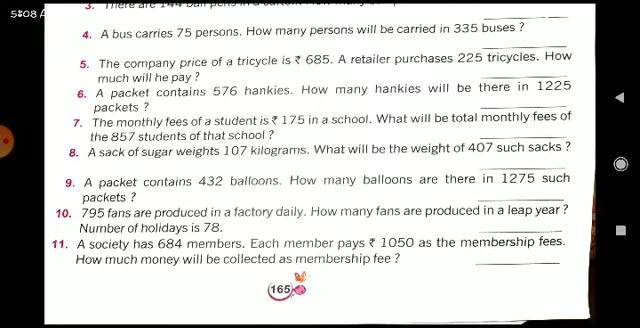 5:08 A
3. There are 144 ball pens in a
4. A bus carries 75 persons. How many persons will be carried in 335 buses ?
5. The company price of a tricycle is ₹ 685. A retailer purchases 225 tricycles. How
much will he pay ?
6. A packet contains 576 hankies. How many hankies will be there in 1225
packets ?
7. The monthly fees of a student is ₹ 175 in a school. What will be total monthly fees of
the 857 students of that school ?
8. A sack of sugar weights 107 kilograms. What will be the weight of 407 such sacks ?
9. A packet contains 432 balloons. How many balloons are there in 1275 such
packets ?
10. 795 fans are produced in a factory daily. How many fans are produced in a leap year ?
Number of holidays is 78.
11. A society has 684 members. Each member pays ₹ 1050 as the membership fees.
How much money will be collected as membership fee ?
165